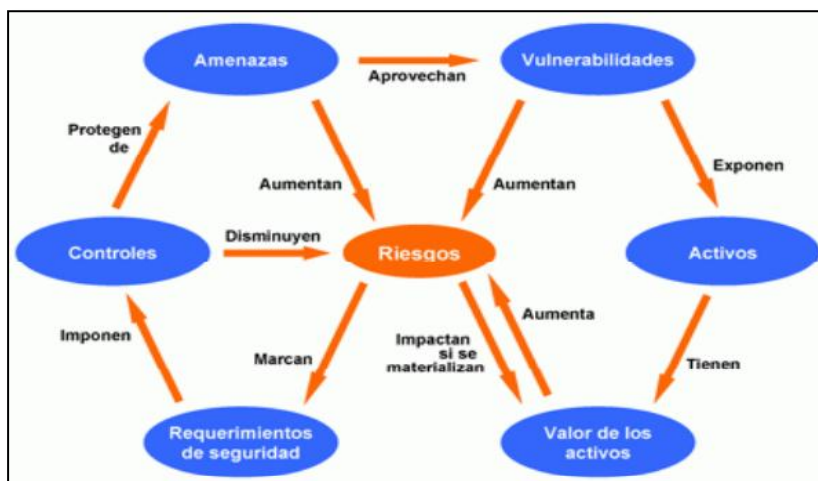 Amenazas
Aprovechan
Vulnerabilidades
Protegen
de
Aumentan
Aumentan
Exponen
Controles
Disminuyen
Riesgos
Activos
Imponen
Marcan
Impactan
si se
materializan
Aumenta
Tienen
Requerimientos
de seguridad
Valor de los
activos